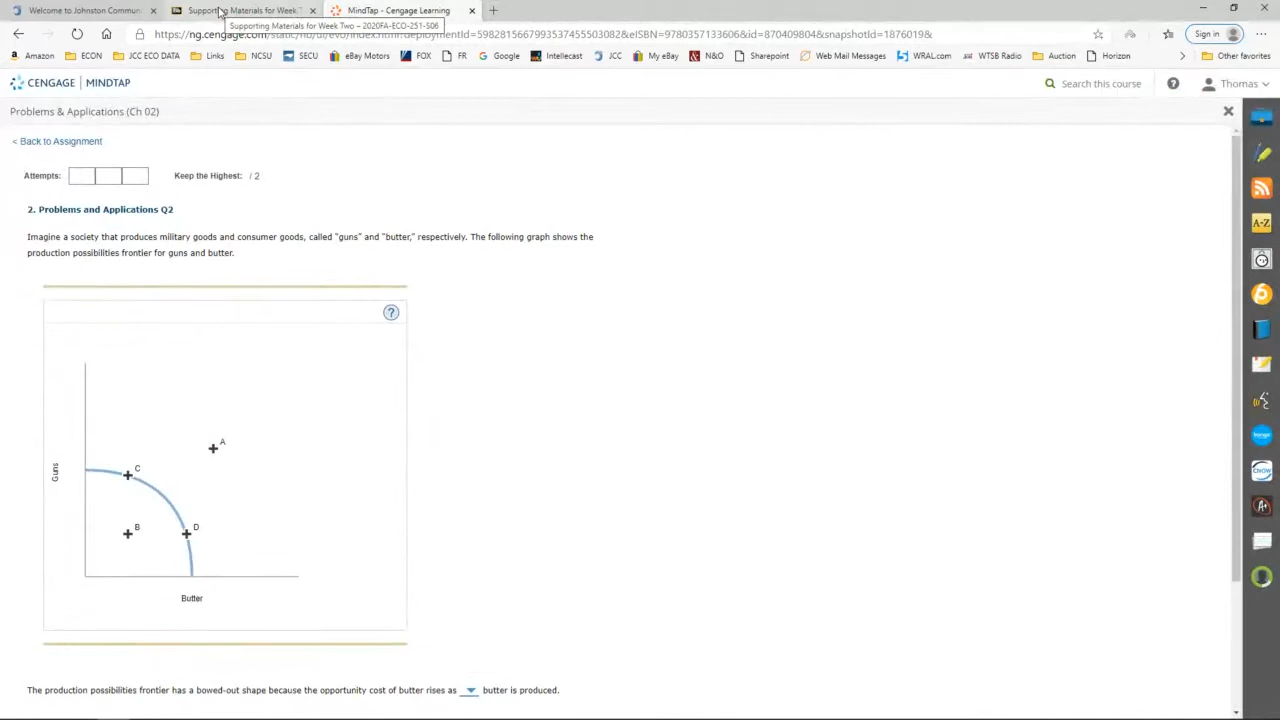 Welcome to Johnston Commun
Supporting Materials for Week T
MindTap - Cengage Learning
Supporting Materials for Week Two – 2020FA-ECO-251-S06
Sign in
Amazon
ECON
JCC ECO DATA
Links
NCSU
SECU
eBay Motors
FOX
FR
Google
Intellecast
JCC
My eBay
N&O
Sharepoint
Web Mail Messages
WRAL.com
WTSB Radio
Auction
Horizon
Other favorites
CENGAGE | MINDTAP
Search this course
Thomas
Problems & Applications (Ch 02)
< Back to Assignment
Attempts:
Keep the Highest: / 2
2. Problems and Applications Q2
Imagine a society that produces military goods and consumer goods, called "guns" and "butter," respectively. The following graph shows the
production possibilities frontier for guns and butter.
?
A
C
Guns
B
D
Butter
The production possibilities frontier has a bowed-out shape because the opportunity cost of butter rises as
butter is produced.
A-Z
CNOW
A+